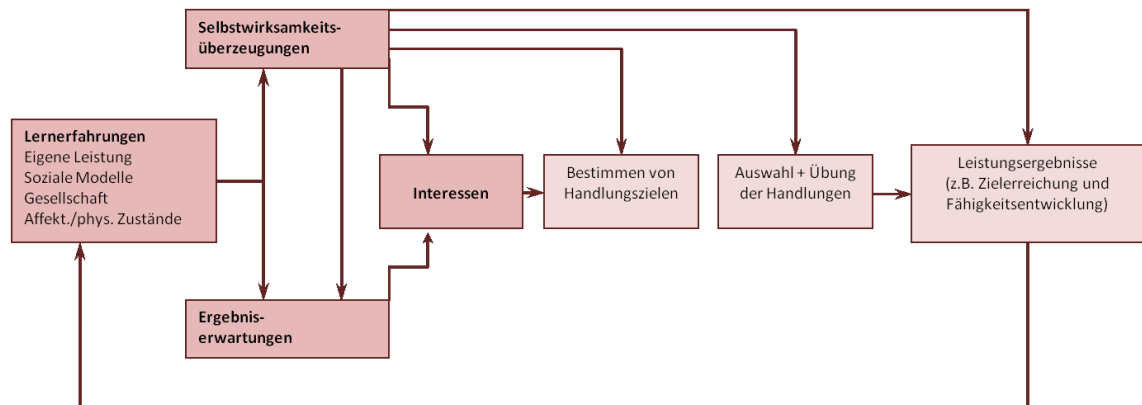 Selbstwirksamkeits-
überzeugungen
Lernerfahrungen
Eigene Leistung
Soziale Modelle
Gesellschaft
Affekt./phys. Zustände
Interessen
Bestimmen von
Handlungszielen
Auswahl + Übung
der Handlungen
Leistungsergebnisse
(z.B. Zielerreichung und
Fähigkeitsentwicklung)
Ergebnis-
erwartungen